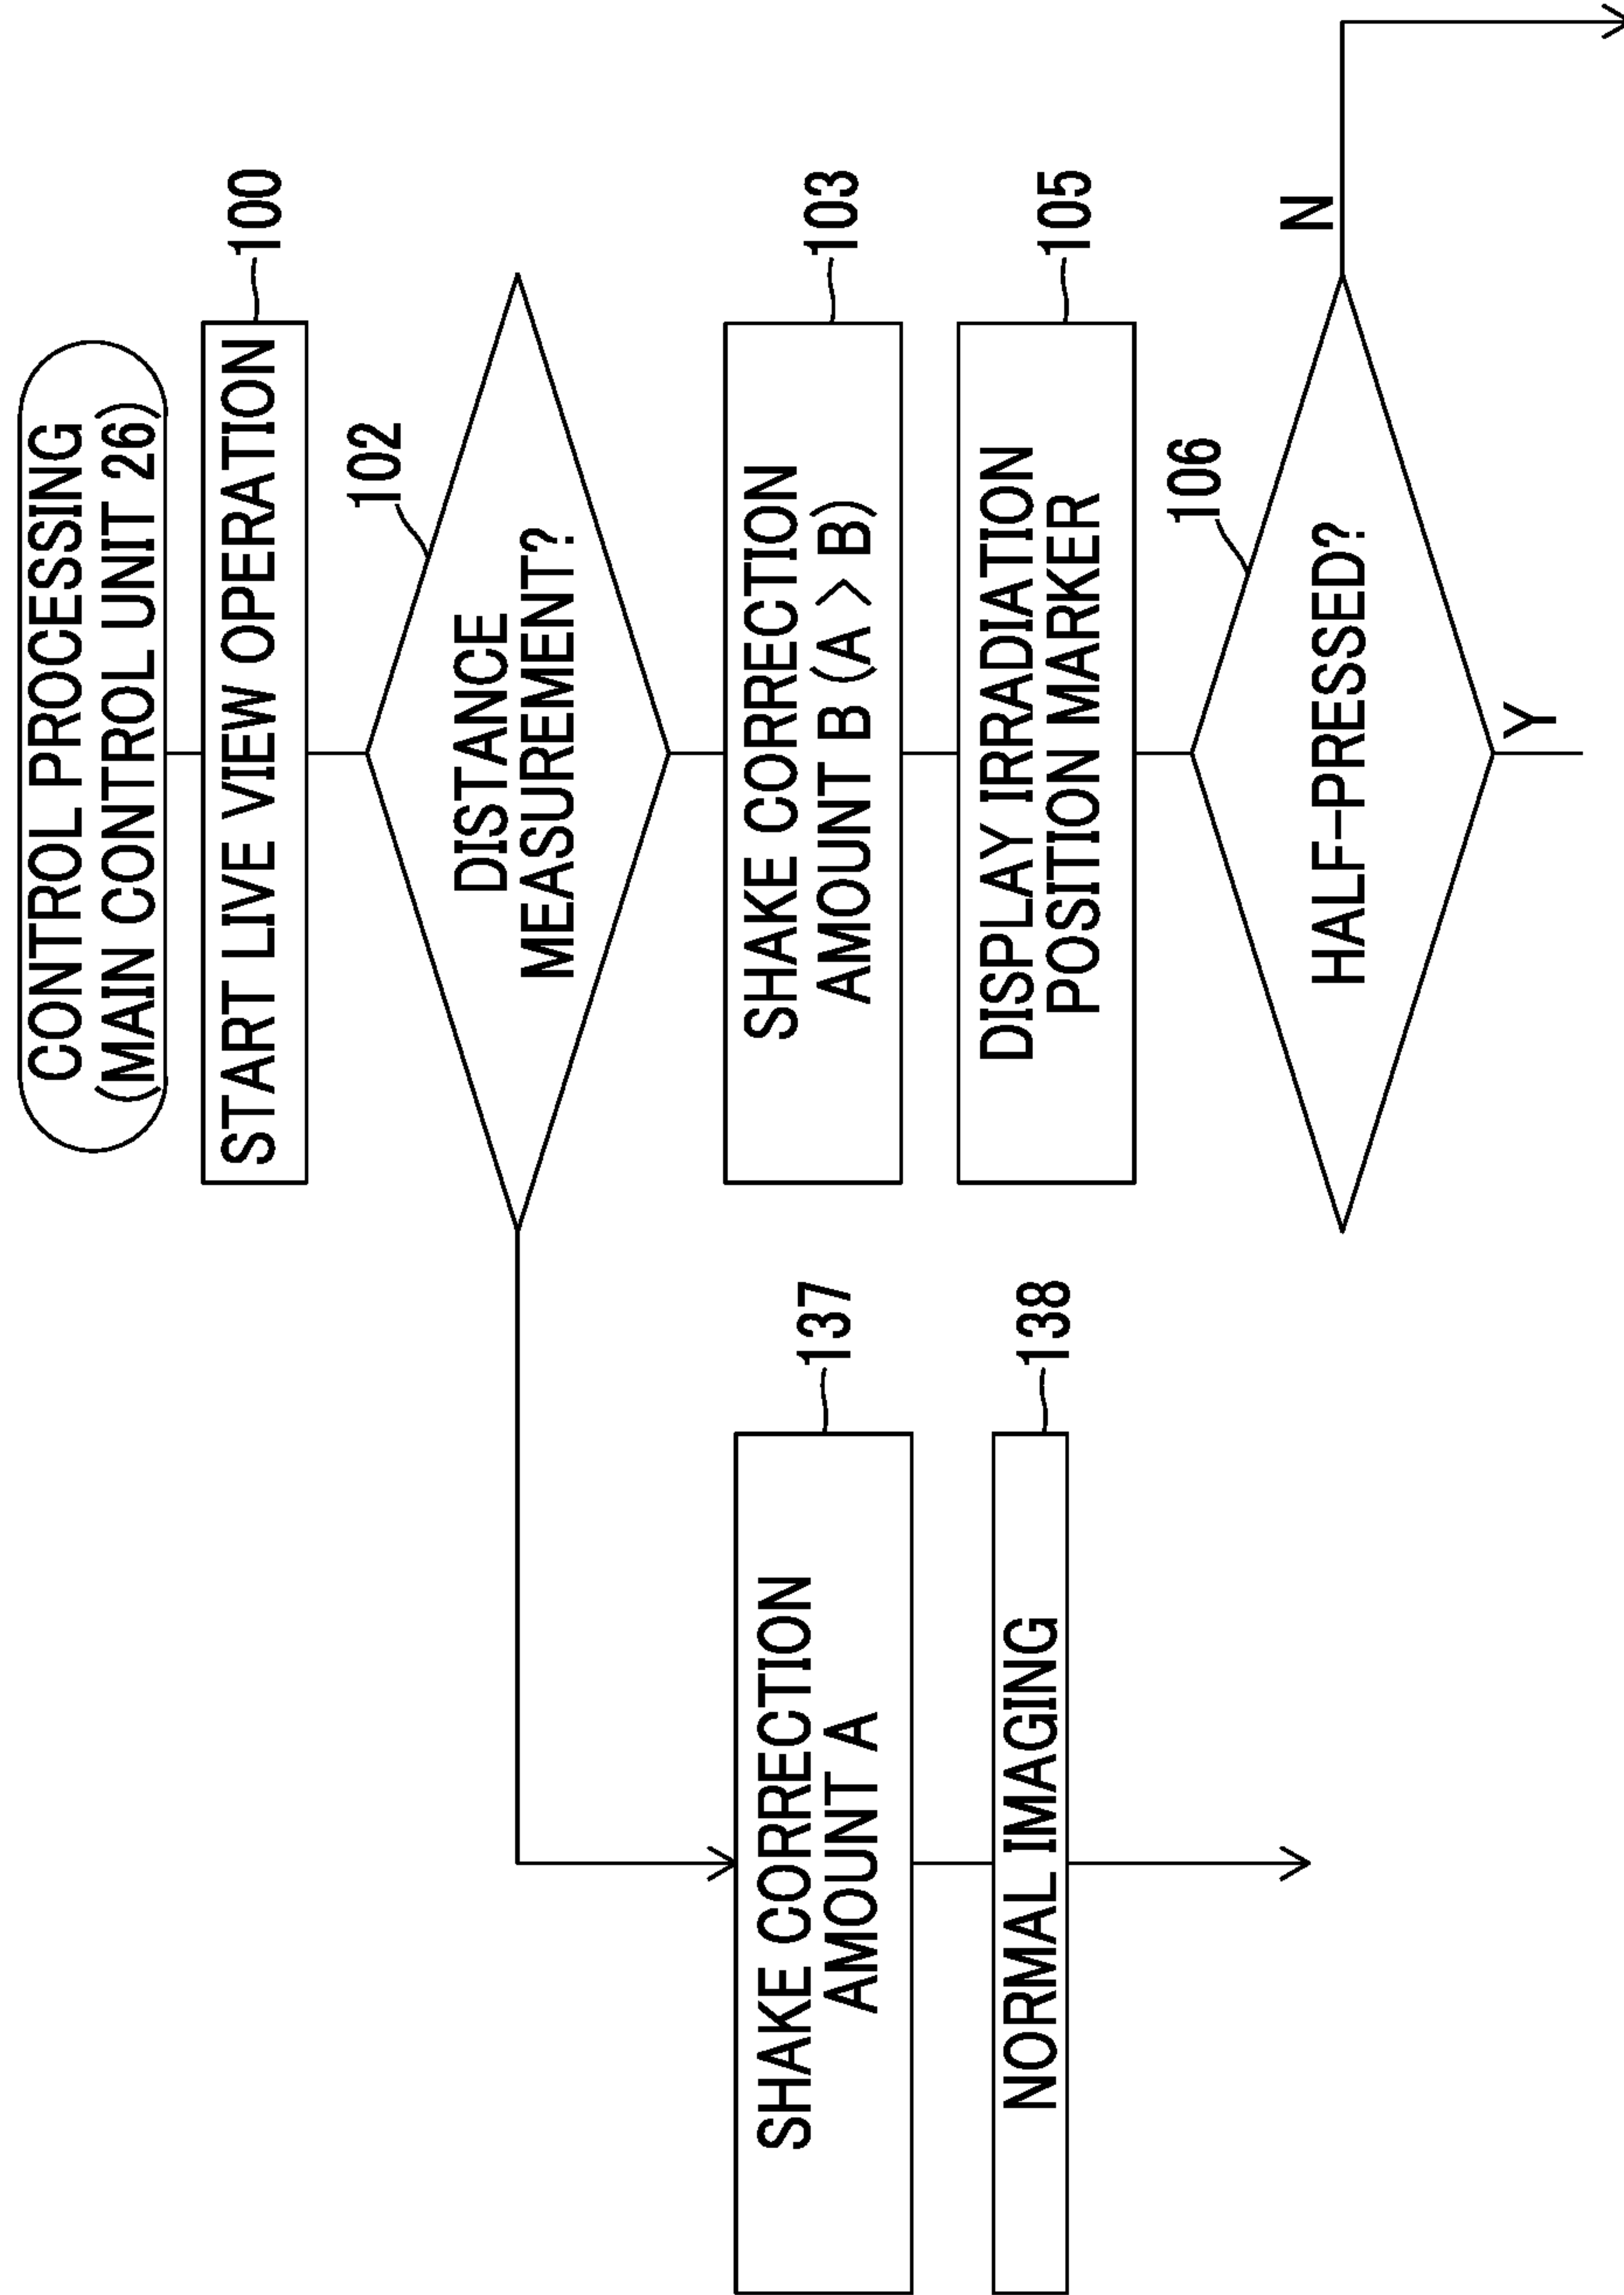 CONTROL PROCESSING
(MAIN CONTROL UNIT 26)
START LIVE VIEW OPERATION
100
102
DISTANCE
MEASUREMENT?
SHAKE CORRECTION
AMOUNT B (A > B)
103
DISPLAY IRRADIATION
POSITION MARKER
105
106
HALF-PRESSED?
N
Y
SHAKE CORRECTION
AMOUNT A
137
NORMAL IMAGING
138